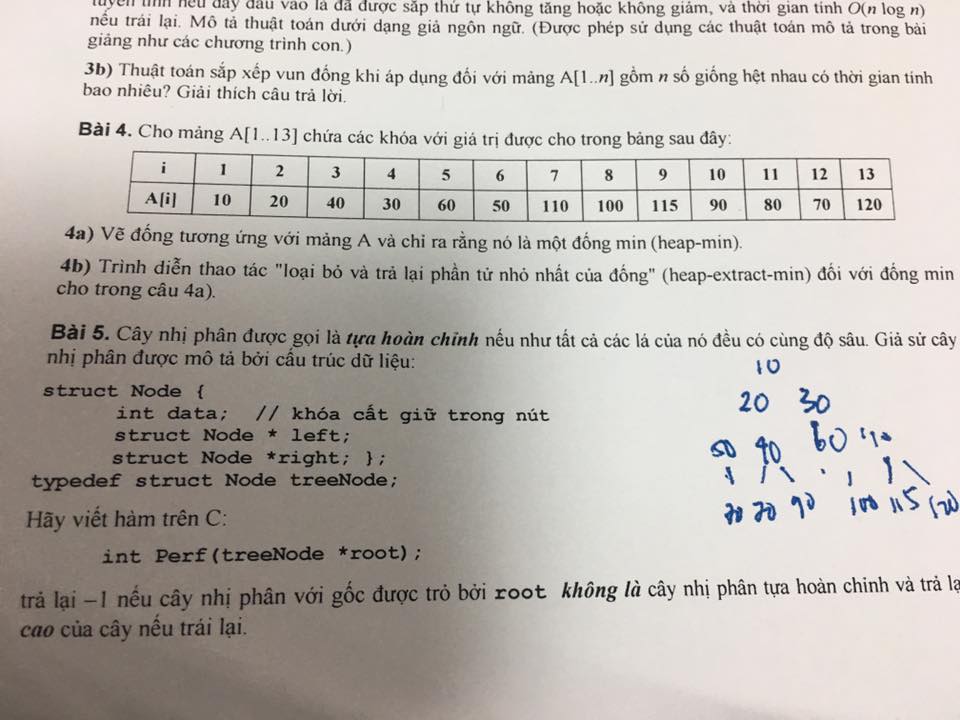 tuyến tính nếu dãy đầu vào là đã được sắp thứ tự không tăng hoặc không giảm, và thời gian tính O(n log n)
nếu trái lại. Mô tả thuật toán dưới dạng giả ngôn ngữ. (Được phép sử dụng các thuật toán mô tả trong bài
giảng như các chương trình con.)
3b) Thuật toán sắp xếp vun đống khi áp dụng đối với mảng A[1..n] gồm n số giống hệt nhau có thời gian tính
bao nhiêu? Giải thích câu trả lời.
Bài 4. Cho mảng A[1..13] chứa các khóa với giá trị được cho trong bảng sau đây:
i 1 2 3 4 5 6 7 8 9 10 11 12 13
A[i] 10 20 40 30 60 50 110 100 115 90 80 70 120
4a) Vẽ đống tương ứng với mảng A và chỉ ra rằng nó là một đống min (heap-min).
4b) Trình diễn thao tác "loại bỏ và trả lại phần tử nhỏ nhất của đống" (heap-extract-min) đối với đống min
cho trong câu 4a).
Bài 5. Cây nhị phân được gọi là tựa hoàn chỉnh nếu như tất cả các lá của nó đều có cùng độ sâu. Giả sử cây
nhị phân được mô tả bởi cấu trúc dữ liệu:
10
struct Node {
20 30
int data; // khóa cất giữ trong nút
struct Node * left;
60
struct Node *right; };
typedef struct Node treeNode;
90 100 115 120
Hãy viết hàm trên C:
int Perf(treeNode *root);
trả lại –1 nếu cây nhị phân với gốc được trỏ bởi root không là cây nhị phân tựa hoàn chỉnh và trả
cao của cây nếu trái lại.